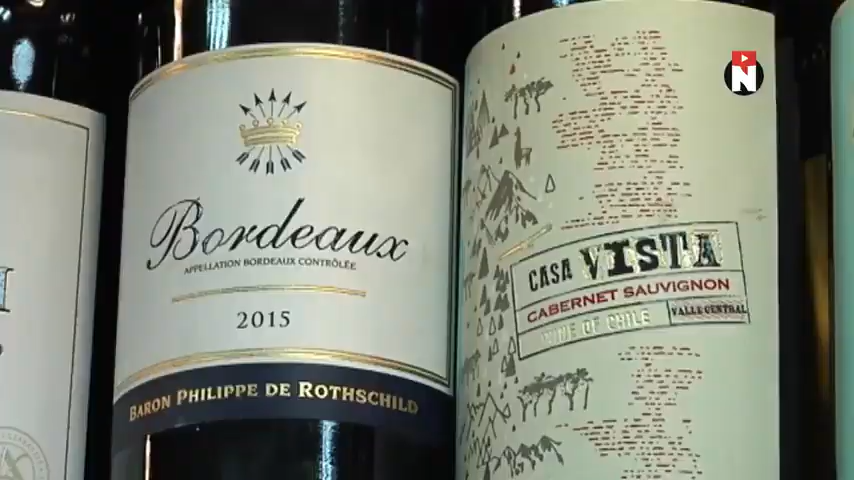 Bordeaux
APPELLATION BORDEAUX CONTRÔLÉE
2015
BARON PHILIPPE DE ROTHSCHILD
CASA VISTA
CABERNET SAUVIGNON
WINE OF CHILE
VALLE CENTRAL
N